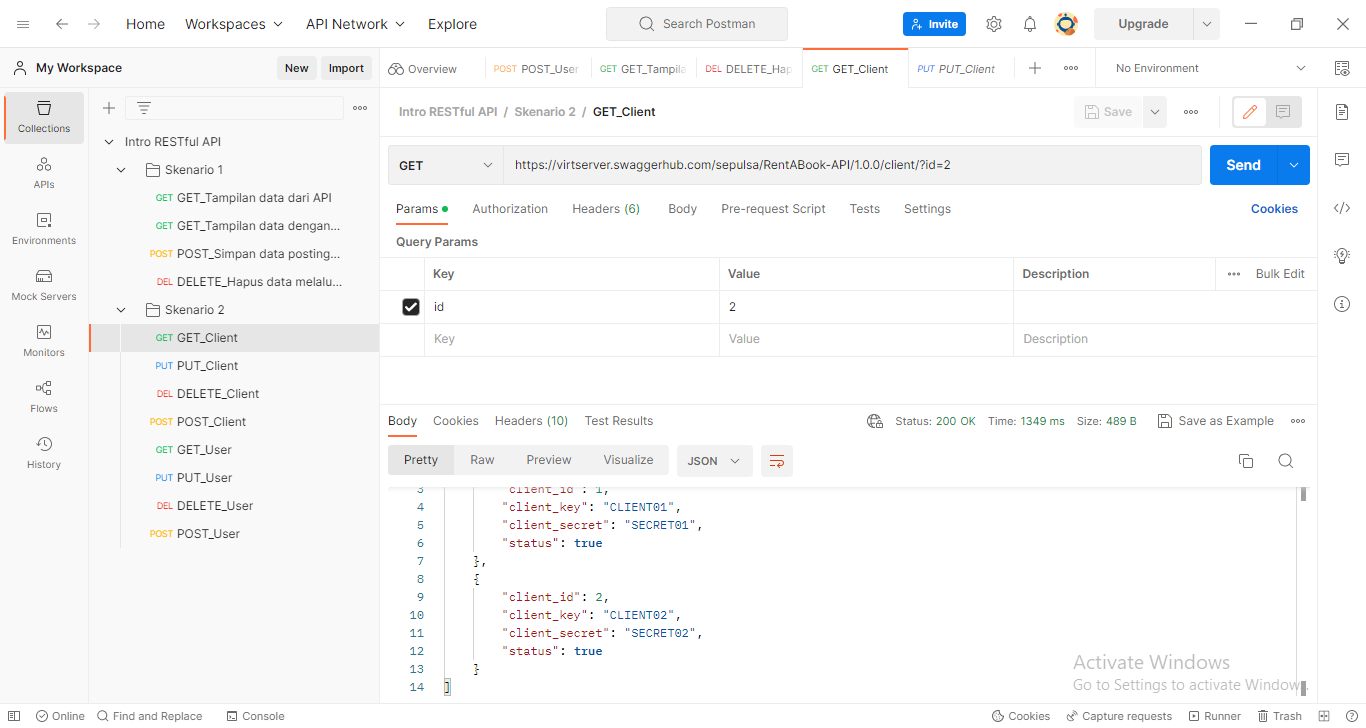 Home Workspaces API Network Explore Search Postman Invite Upgrade
My Workspace New Import Overview POST POST_User GET GET_Tampila DEL DELETE_Hap GET GET_Client PUT PUT_Client No Environment
Collections
APIs
Environments
Mock Servers
Monitors
Flows
History
Intro RESTful API
Skenario 1
GET GET_Tampilan data dari API
GET GET_Tampilan data dengan...
POST POST_Simpan data posting...
DEL DELETE_Hapus data melalu...
Skenario 2
GET GET_Client
PUT PUT_Client
DEL DELETE_Client
POST POST_Client
GET GET_User
PUT PUT_User
DEL DELETE_User
POST POST_User
Intro RESTful API / Skenario 2 / GET_Client Save
GET https://virtserver.swaggerhub.com/sepulsa/RentABook-API/1.0.0/client/?id=2 Send
Params Authorization Headers (6) Body Pre-request Script Tests Settings Cookies
Query Params
Key Value Description Bulk Edit
id 2
Key Value Description
Body Cookies Headers (10) Test Results Status: 200 OK Time: 1349 ms Size: 489 B Save as Example
Pretty Raw Preview Visualize JSON
3 "client_id": 1,
4 "client_key": "CLIENT01",
5 "client_secret": "SECRET01",
6 "status": true
7 },
8 {
9 "client_id": 2,
10 "client_key": "CLIENT02",
11 "client_secret": "SECRET02",
12 "status": true
13 }
14 ]
Activate Windows
Go to Settings to activate Windows.
Online Find and Replace Console Cookies Capture requests Runner Trash